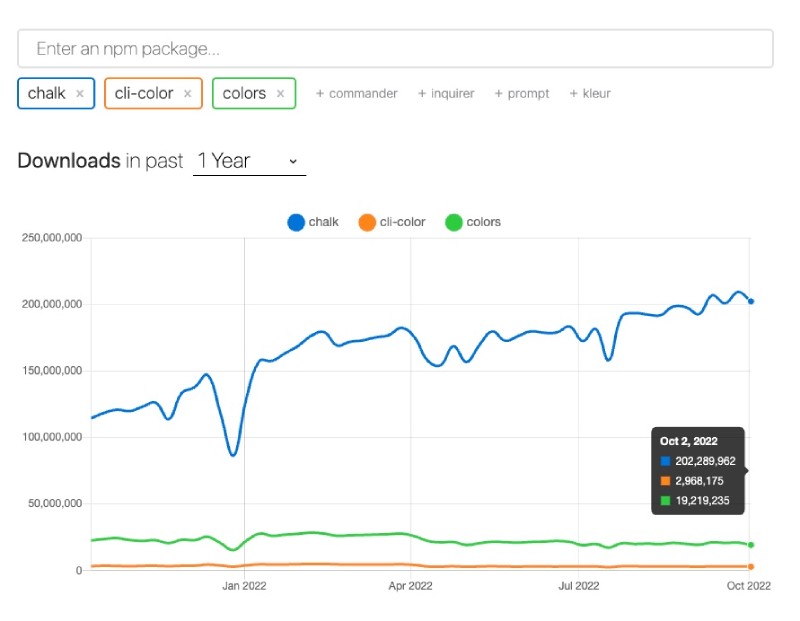 Enter an npm package...
chalk × cli-color × colors × + commander + inquirer + prompt + kleur
Downloads in past 1 Year
chalk cli-color colors
250,000,000
200,000,000
150,000,000
100,000,000
50,000,000
0
Oct 2, 2022
202,289,962
2,968,175
19,219,235
Jan 2022 Apr 2022 Jul 2022 Oct 2022